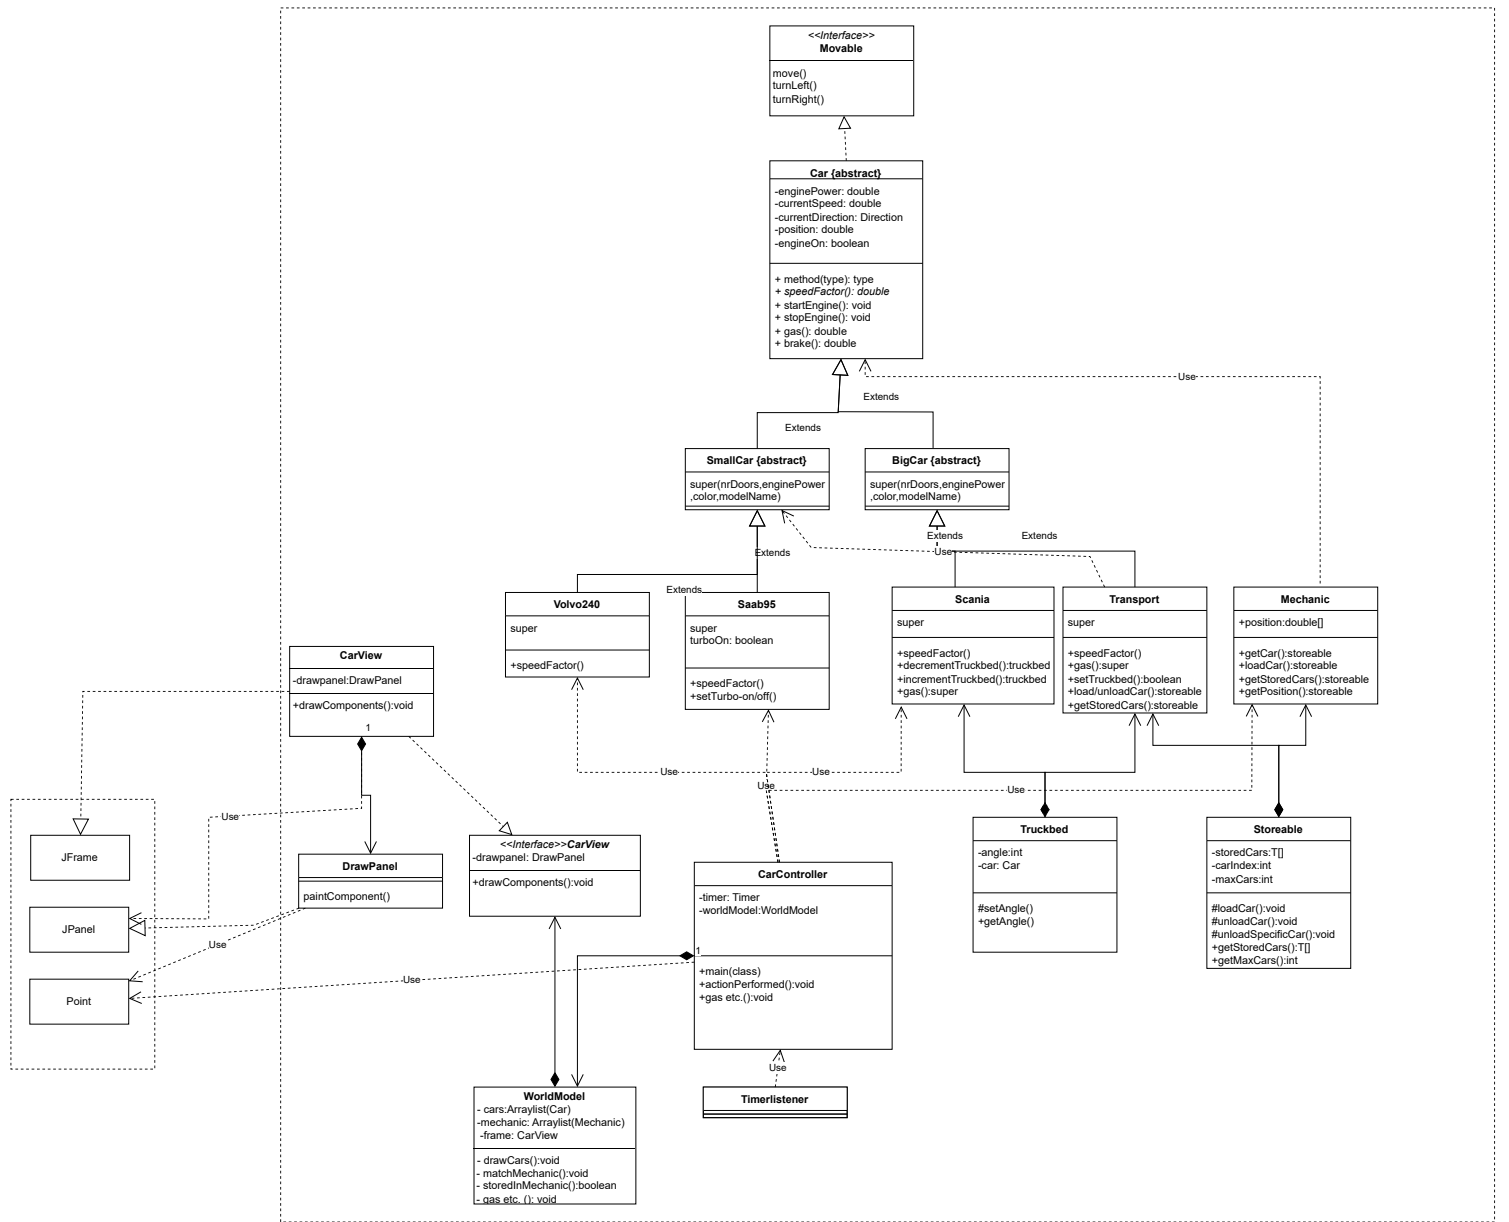 <<Interface>>
Movable
move()
turnLeft()
turnRight()
Car {abstract}
-enginePower: double
-currentSpeed: double
-currentDirection: Direction
-position: double
-engineOn: boolean
+ method(type): type
+ speedFactor(): double
+ startEngine(): void
+ stopEngine(): void
+ gas(): double
+ brake(): double
Use
Extends
Extends
SmallCar {abstract}
super(nrDoors,enginePower
,color,modelName)
BigCar {abstract}
super(nrDoors,enginePower
,color,modelName)
Extends
Extends
Use
Extends
Extends
Volvo240
super
+speedFactor()
Saab95
super
turboOn: boolean
+speedFactor()
+setTurbo-on/off()
Scania
super
+speedFactor()
+decrementTruckbed():truckbed
+incrementTruckbed():truckbed
+gas():super
Transport
super
+speedFactor()
+gas():super
+setTruckbed():boolean
+load/unloadCar():storeable
+getStoredCars():storeable
Mechanic
+position:double[]
+getCar():storeable
+loadCar():storeable
+getStoredCars():storeable
+getPosition():storeable
CarView
-drawpanel:DrawPanel
+drawComponents():void
1
Use
Use
Use
Use
Use
JFrame
JPanel
Point
DrawPanel
paintComponent()
Use
Use
<<Interface>>CarView
-drawpanel: DrawPanel
+drawComponents():void
CarController
-timer: Timer
-worldModel:WorldModel
1
+main(class)
+actionPerformed():void
+gas etc.():void
Truckbed
-angle:int
-car: Car
#setAngle()
+getAngle()
Storeable
-storedCars:T[]
-carIndex:int
-maxCars:int
#loadCar():void
#unloadCar():void
#unloadSpecificCar():void
+getStoredCars():T[]
+getMaxCars():int
Use
Timerlistener
WorldModel
- cars:Arraylist(Car)
-mechanic: Arraylist(Mechanic)
-frame: CarView
- drawCars():void
- matchMechanic():void
- storedInMechanic():boolean
- gas etc. (): void